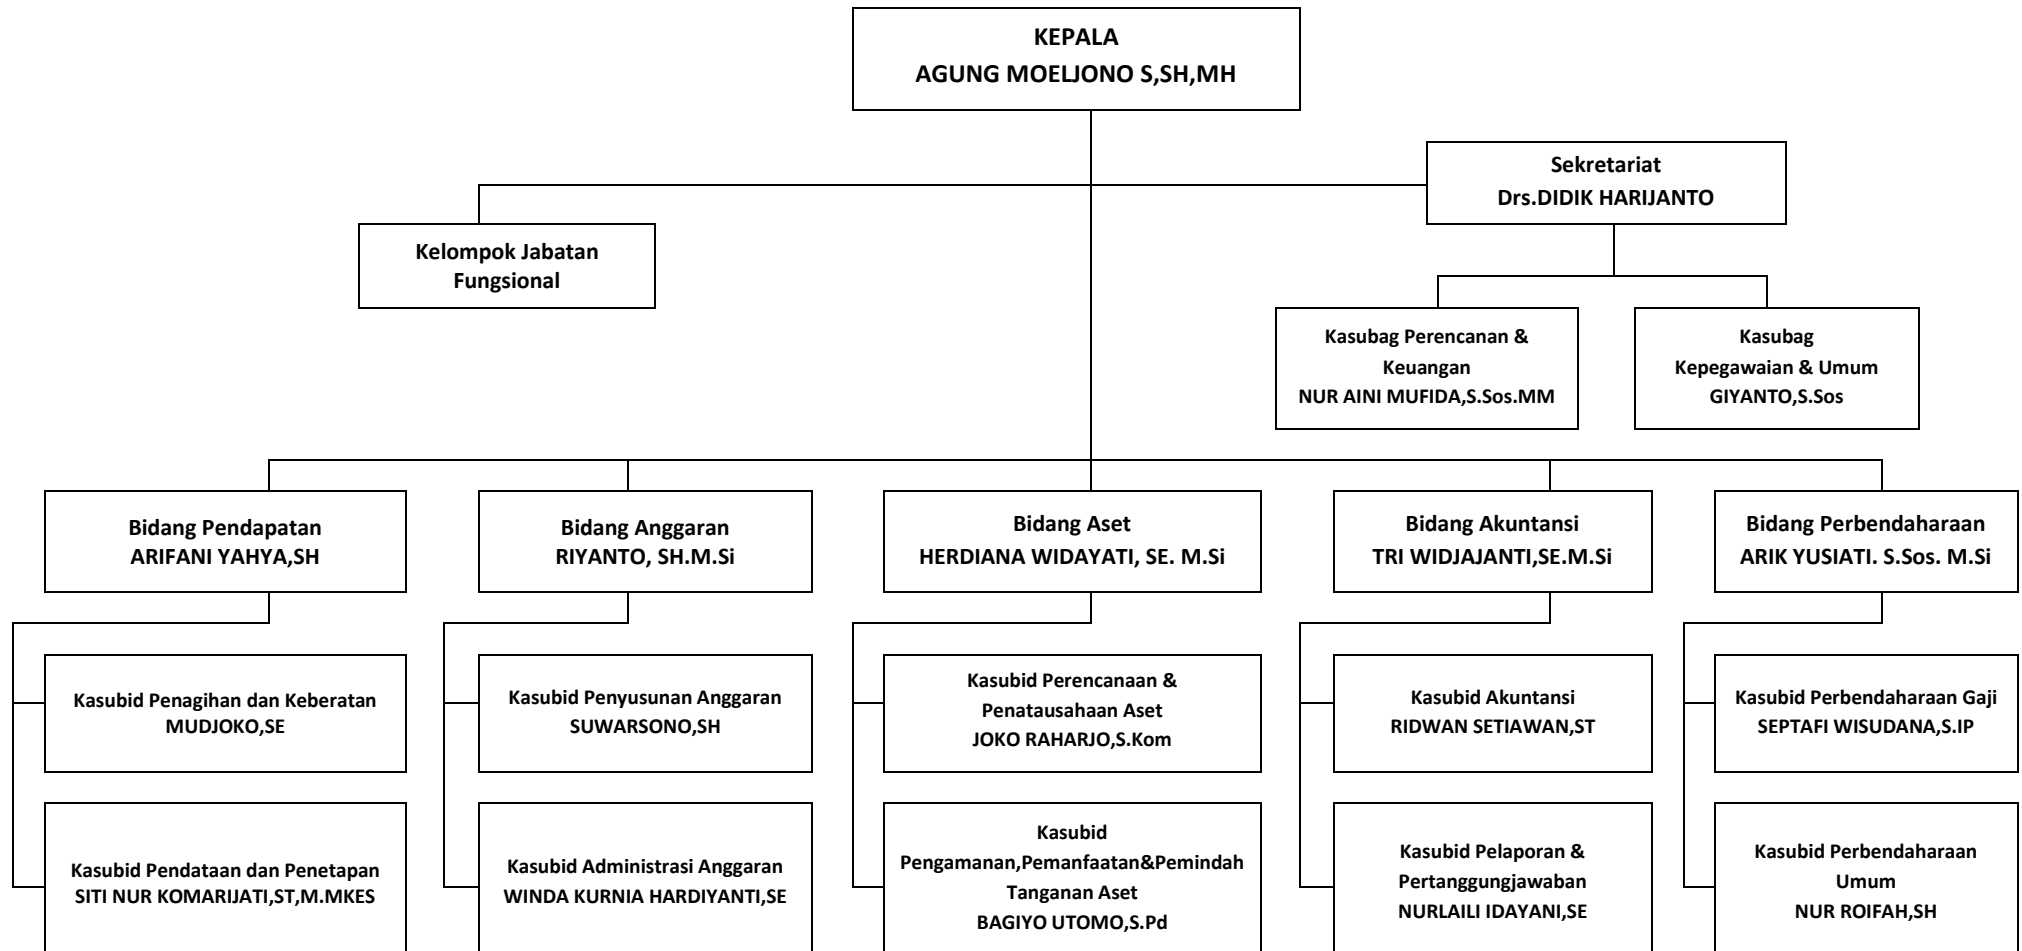 KEPALA
AGUNG MOELJONO S,SH,MH
Sekretariat
Drs.DIDIK HARIJANTO
Kelompok Jabatan
Fungsional
Kasubag Perencanan &
Keuangan
NUR AINI MUFIDA,S.Sos.MM
Kasubag
Kepegawaian & Umum
GIYANTO,S.Sos
Bidang Pendapatan
ARIFANI YAHYA,SH
Bidang Anggaran
RIYANTO, SH.M.Si
Bidang Aset
HERDIANA WIDAYATI, SE. M.Si
Bidang Akuntansi
TRI WIDJAJANTI,SE.M.Si
Bidang Perbendaharaan
ARIK YUSIATI. S.Sos. M.Si
Kasubid Penagihan dan Keberatan
MUDJOKO,SE
Kasubid Penyusunan Anggaran
SUWARSONO,SH
Kasubid Perencanaan &
Penatausahaan Aset
JOKO RAHARJO,S.Kom
Kasubid Akuntansi
RIDWAN SETIAWAN,ST
Kasubid Perbendaharaan Gaji
SEPTAFI WISUDANA,S.IP
Kasubid Pendataan dan Penetapan
SITI NUR KOMARIJATI,ST,M.MKES
Kasubid Administrasi Anggaran
WINDA KURNIA HARDIYANTI,SE
Kasubid
Pengamanan,Pemanfaatan&Pemindah
Tanganan Aset
BAGIYO UTOMO,S.Pd
Kasubid Pelaporan &
Pertanggungjawaban
NURLAILI IDAYANI,SE
Kasubid Perbendaharaan
Umum
NUR ROIFAH,SH